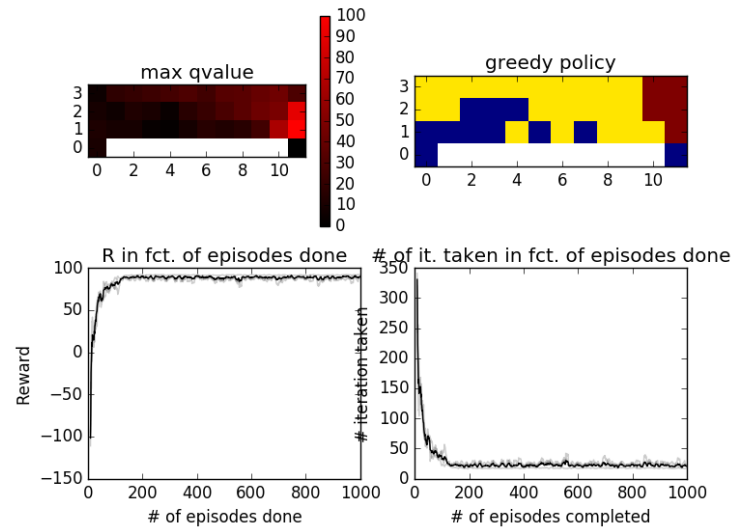 max qvalue
3
2
1
0
0 2 4 6 8 10
100
90
80
70
60
50
40
30
20
10
0
greedy policy
3
2
1
0
0 2 4 6 8 10
R in fct. of episodes done
100
50
0
−50
−100
−150
Reward
0 200 400 600 800 1000
# of episodes done
# of it. taken in fct. of episodes done
350
300
250
200
150
100
50
0
# iteration taken
0 200 400 600 800 1000
# of episodes completed